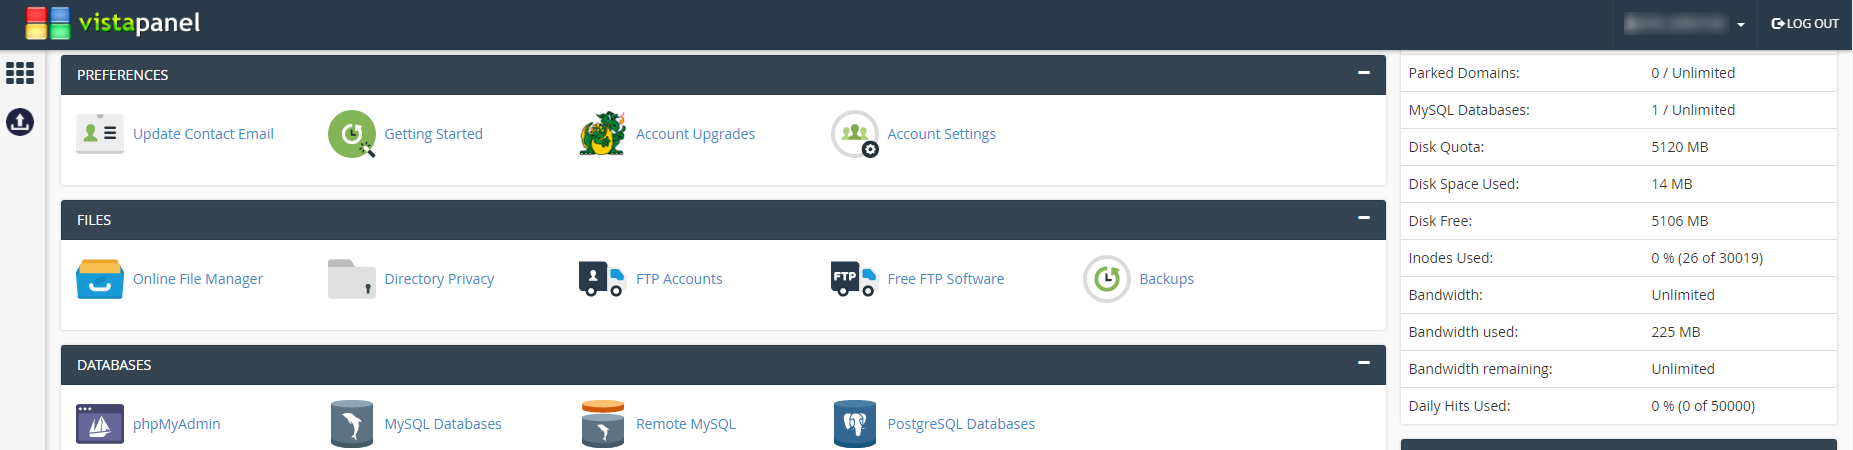 vistapanel
LOG OUT
PREFERENCES
Update Contact Email
Getting Started
Account Upgrades
Account Settings
FILES
Online File Manager
Directory Privacy
FTP Accounts
FTP
Free FTP Software
Backups
DATABASES
phpMyAdmin
MySQL Databases
Remote MySQL
PostgreSQL Databases
Parked Domains: 0 / Unlimited
MySQL Databases: 1 / Unlimited
Disk Quota: 5120 MB
Disk Space Used: 14 MB
Disk Free: 5106 MB
Inodes Used: 0 % (26 of 30019)
Bandwidth: Unlimited
Bandwidth used: 225 MB
Bandwidth remaining: Unlimited
Daily Hits Used: 0 % (0 of 50000)